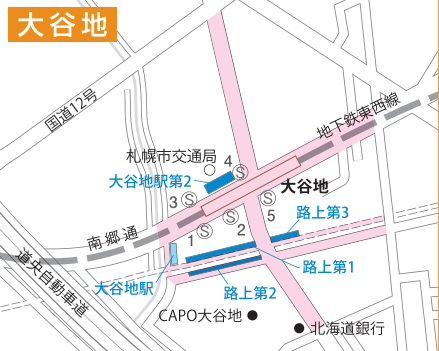 大谷地
国道12号
地下鉄東西線
札幌市交通局
4
Ⓢ
大谷地駅第2
大谷地
3
Ⓢ
Ⓢ
5
路上第3
南郷通
1
Ⓢ
2
Ⓢ
路上第1
道央自動車道
大谷地駅
路上第2
CAPO大谷地
北海道銀行